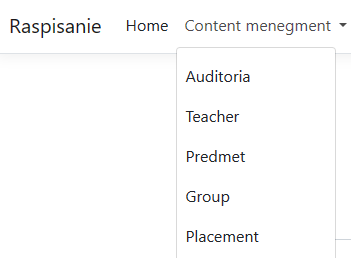 Raspisanie Home Content menegment
Auditoria
Teacher
Predmet
Group
Placement